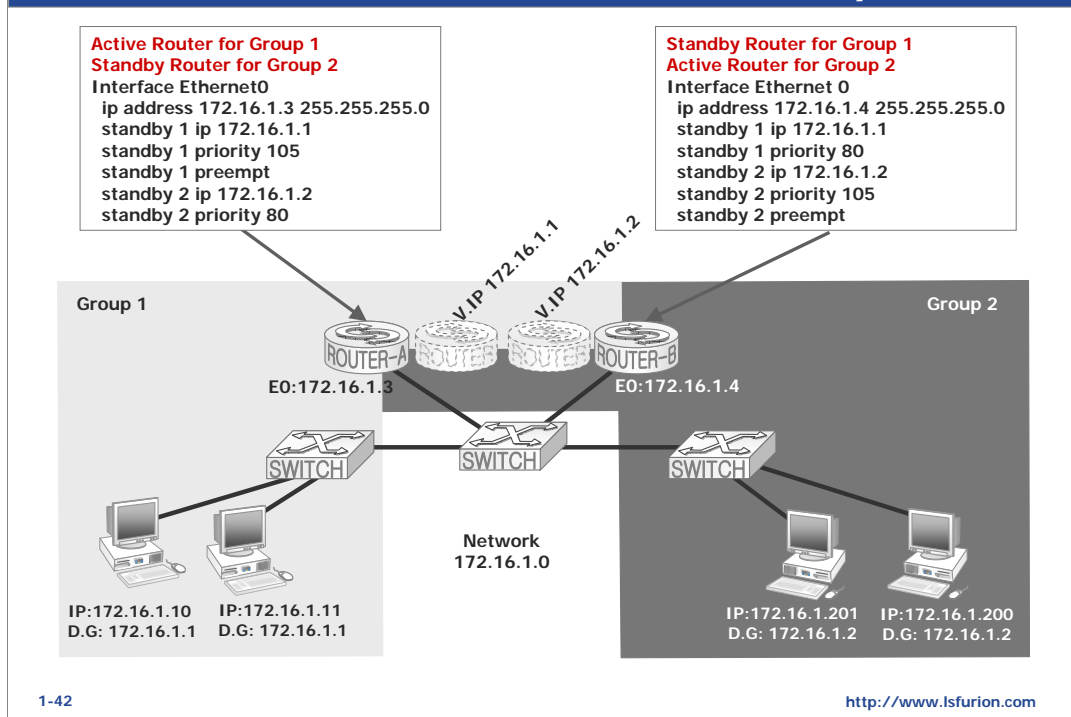 Active Router for Group 1
Standby Router for Group 2
Interface Ethernet0
ip address 172.16.1.3 255.255.255.0
standby 1 ip 172.16.1.1
standby 1 priority 105
standby 1 preempt
standby 2 ip 172.16.1.2
standby 2 priority 80
Standby Router for Group 1
Active Router for Group 2
Interface Ethernet 0
ip address 172.16.1.4 255.255.255.0
standby 1 ip 172.16.1.1
standby 1 priority 80
standby 2 ip 172.16.1.2
standby 2 priority 105
standby 2 preempt
V.IP 172.16.1.1
V.IP 172.16.1.2
Group 1
Group 2
ROUTER-A
ROUTER
ROUTER
ROUTER-B
E0:172.16.1.3
E0:172.16.1.4
SWITCH
SWITCH
SWITCH
Network
172.16.1.0
IP:172.16.1.10
D.G: 172.16.1.1
IP:172.16.1.11
D.G: 172.16.1.1
IP:172.16.1.201
D.G: 172.16.1.2
IP:172.16.1.200
D.G: 172.16.1.2
1-42
http://www.lsfurion.com